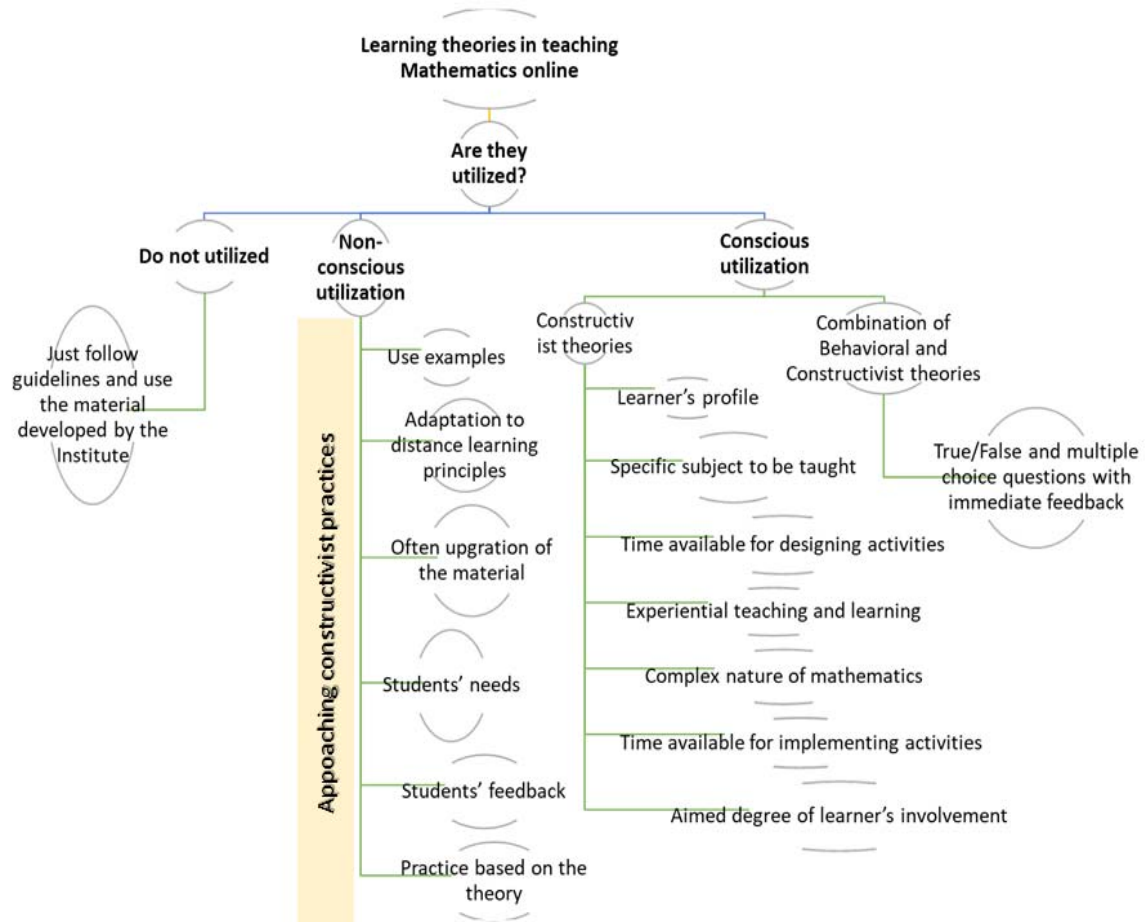 Learning theories in teaching
Mathematics online
Are they
utilized?
Do not utilized
Just follow
guidelines and use
the material
developed by the
Institute
Non-
conscious
utilization
Appoaching constructivist practices
Use examples
Adaptation to
distance learning
principles
Often upgration of
the material
Students' needs
Students' feedback
Practice based on the
theory
Conscious
utilization
Constructiv
ist theories
Learner's profile
Specific subject to be taught
Time available for designing activities
Experiential teaching and learning
Complex nature of mathematics
Time available for implementing activities
Aimed degree of learner's involvement
Combination of
Behavioral and
Constructivist theories
True/False and multiple
choice questions with
immediate feedback